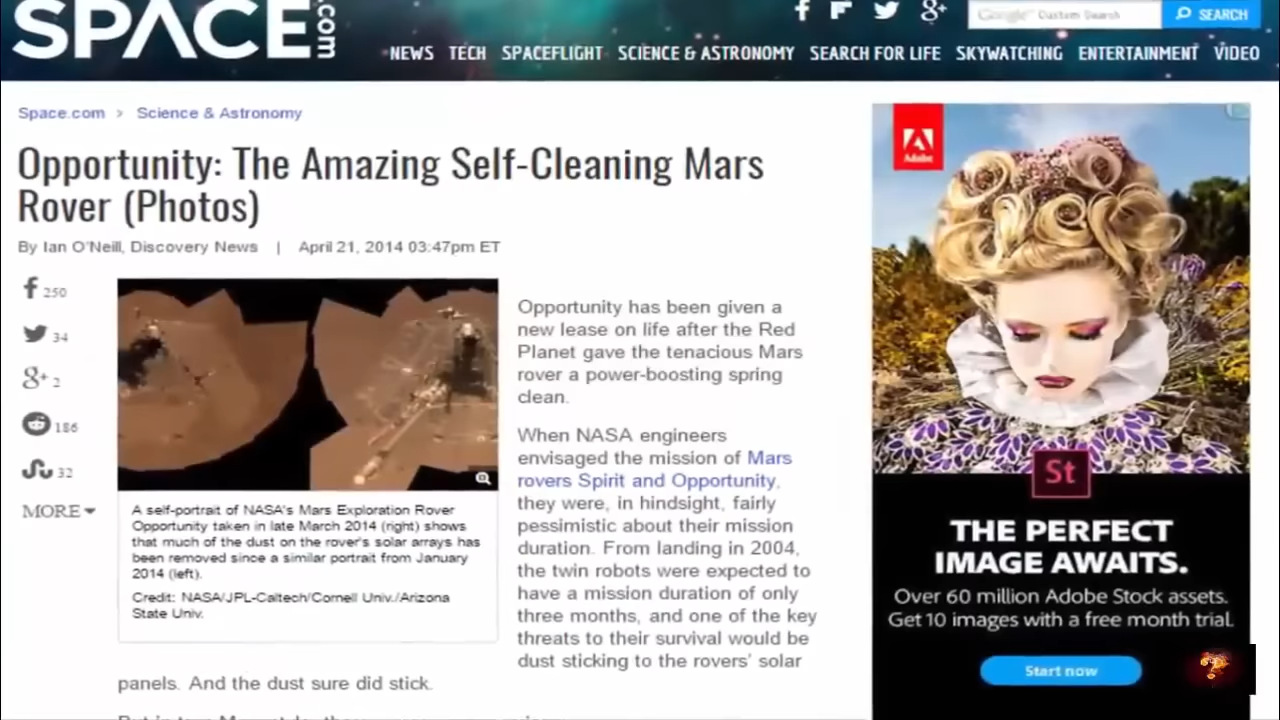 SPACE.com
Google Custom Search
SEARCH
NEWS TECH SPACEFLIGHT SCIENCE & ASTRONOMY SEARCH FOR LIFE SKYWATCHING ENTERTAINMENT VIDEO
Space.com > Science & Astronomy
Opportunity: The Amazing Self-Cleaning Mars
Rover (Photos)
By Ian O'Neill, Discovery News | April 21, 2014 03:47pm ET
250
34
2
186
32
MORE
A self-portrait of NASA's Mars Exploration Rover
Opportunity taken in late March 2014 (right) shows
that much of the dust on the rover's solar arrays has
been removed since a similar portrait from January
2014 (left).
Credit: NASA/JPL-Caltech/Cornell Univ./Arizona
State Univ.
Opportunity has been given a
new lease on life after the Red
Planet gave the tenacious Mars
rover a power-boosting spring
clean.
When NASA engineers
envisaged the mission of Mars
rovers Spirit and Opportunity,
they were, in hindsight, fairly
pessimistic about their mission
duration. From landing in 2004,
the twin robots were expected to
have a mission duration of only
three months, and one of the key
threats to their survival would be
dust sticking to the rovers' solar
panels. And the dust sure did stick.
Adobe
St
THE PERFECT
IMAGE AWAITS.
Over 60 million Adobe Stock assets.
Get 10 images with a free month trial.
Start now